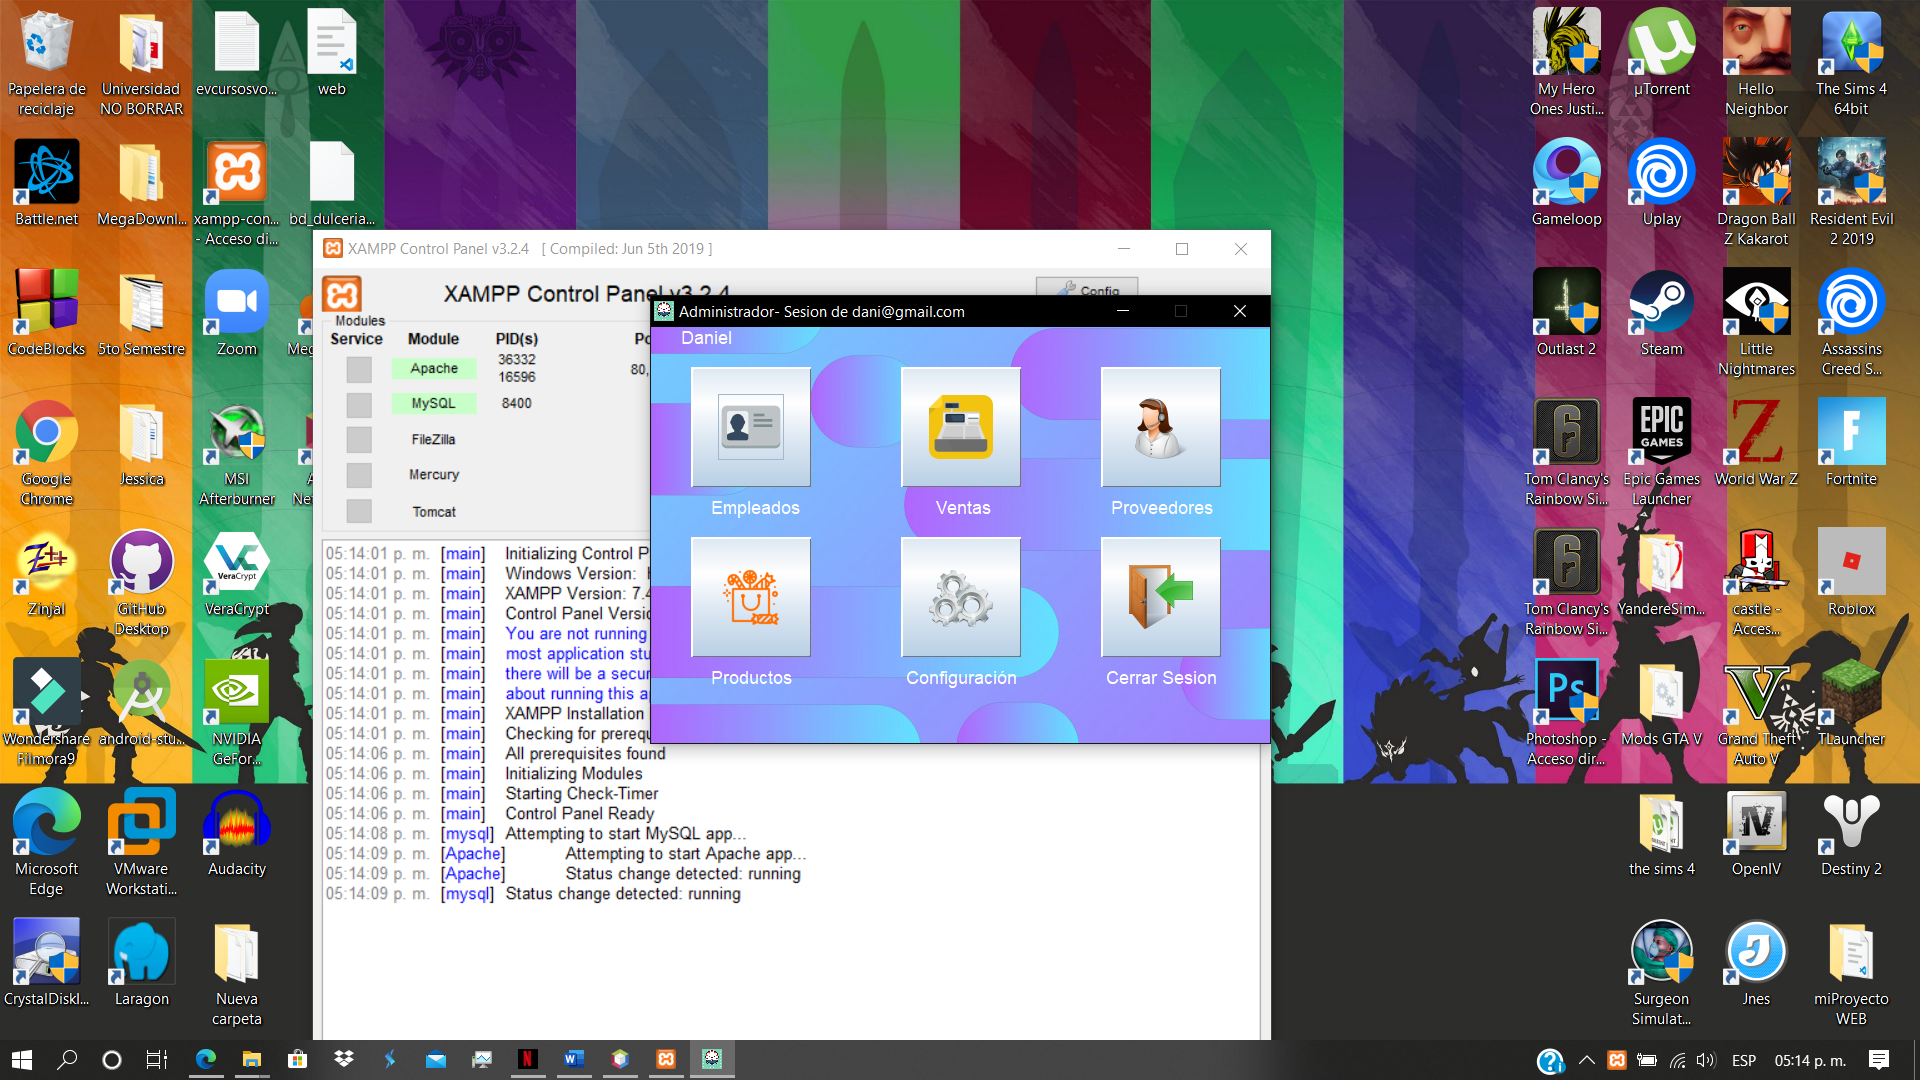 Papelera de
reciclaje
Universidad
NO BORRAR
evcursosvo...
web
Battle.net
MegaDownl...
xampp-con...
- Acceso di...
bd_dulceria...
CodeBlocks
5to Semestre
Zoom
Google
Chrome
Jessica
MSI
Afterburner
Zinjal
GitHub
Desktop
VeraCrypt
Wondershare
Filmora9
android-stu...
NVIDIA
GeFor...
Microsoft
Edge
VMware
Workstati...
Audacity
CrystalDiskI...
Laragon
Nueva
carpeta
XAMPP Control Panel v3.2.4 [ Compiled: Jun 5th 2019 ]
XAMPP Control Panel v3.2.4
Config
Modules
Service Module PID(s)
Apache 36332
16596 80,
MySQL 8400
FileZilla
Mercury
Tomcat
05:14:01 p. m. [main] Initializing Control P
05:14:01 p. m. [main] Windows Version:
05:14:01 p. m. [main] XAMPP Version: 7.4
05:14:01 p. m. [main] Control Panel Versio
05:14:01 p. m. [main] You are not running
05:14:01 p. m. [main] most application stu
05:14:01 p. m. [main] there will be a secur
05:14:01 p. m. [main] about running this a
05:14:01 p. m. [main] XAMPP Installation
05:14:01 p. m. [main] Checking for prerequ
05:14:06 p. m. [main] All prerequisites found
05:14:06 p. m. [main] Initializing Modules
05:14:06 p. m. [main] Starting Check-Timer
05:14:06 p. m. [main] Control Panel Ready
05:14:08 p. m. [mysql] Attempting to start MySQL app...
05:14:09 p. m. [Apache] Attempting to start Apache app...
05:14:09 p. m. [Apache] Status change detected: running
05:14:09 p. m. [mysql] Status change detected: running
Administrador- Sesion de dani@gmail.com
Daniel
Empleados
Ventas
Proveedores
Productos
Configuración
Cerrar Sesion
My Hero
Ones Justi...
µTorrent
Hello
Neighbor
The Sims 4
64bit
Gameloop
Uplay
Dragon Ball
Z Kakarot
Resident Evil
2 2019
Outlast 2
Steam
Little
Nightmares
Assassins
Creed S...
EPIC
GAMES
Tom Clancy's
Rainbow Si...
Epic Games
Launcher
World War Z
Fortnite
Tom Clancy's
Rainbow Si...
YandereSim...
castle -
Acces...
Roblox
Photoshop -
Acceso dir...
Mods GTA V
Grand Theft
Auto V
TLauncher
the sims 4
OpenIV
Destiny 2
Surgeon
Simulat...
Jnes
miProyecto
WEB
ESP
05:14 p. m.